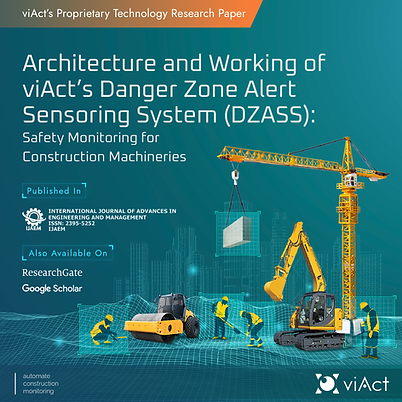 viAct's Proprietary Technology Research Paper
Architecture and Working of
viAct's Danger Zone Alert
Sensoring System (DZASS):
Safety Monitoring for
Construction Machineries
Published In
IJAEM
INTERNATIONAL JOURNAL OF ADVANCES IN
ENGINEERING AND MANAGEMENT
ISSN: 2395-5252
IJAEM
Also Available On
ResearchGate
Google Scholar
automate
construction
monitoring
viAct